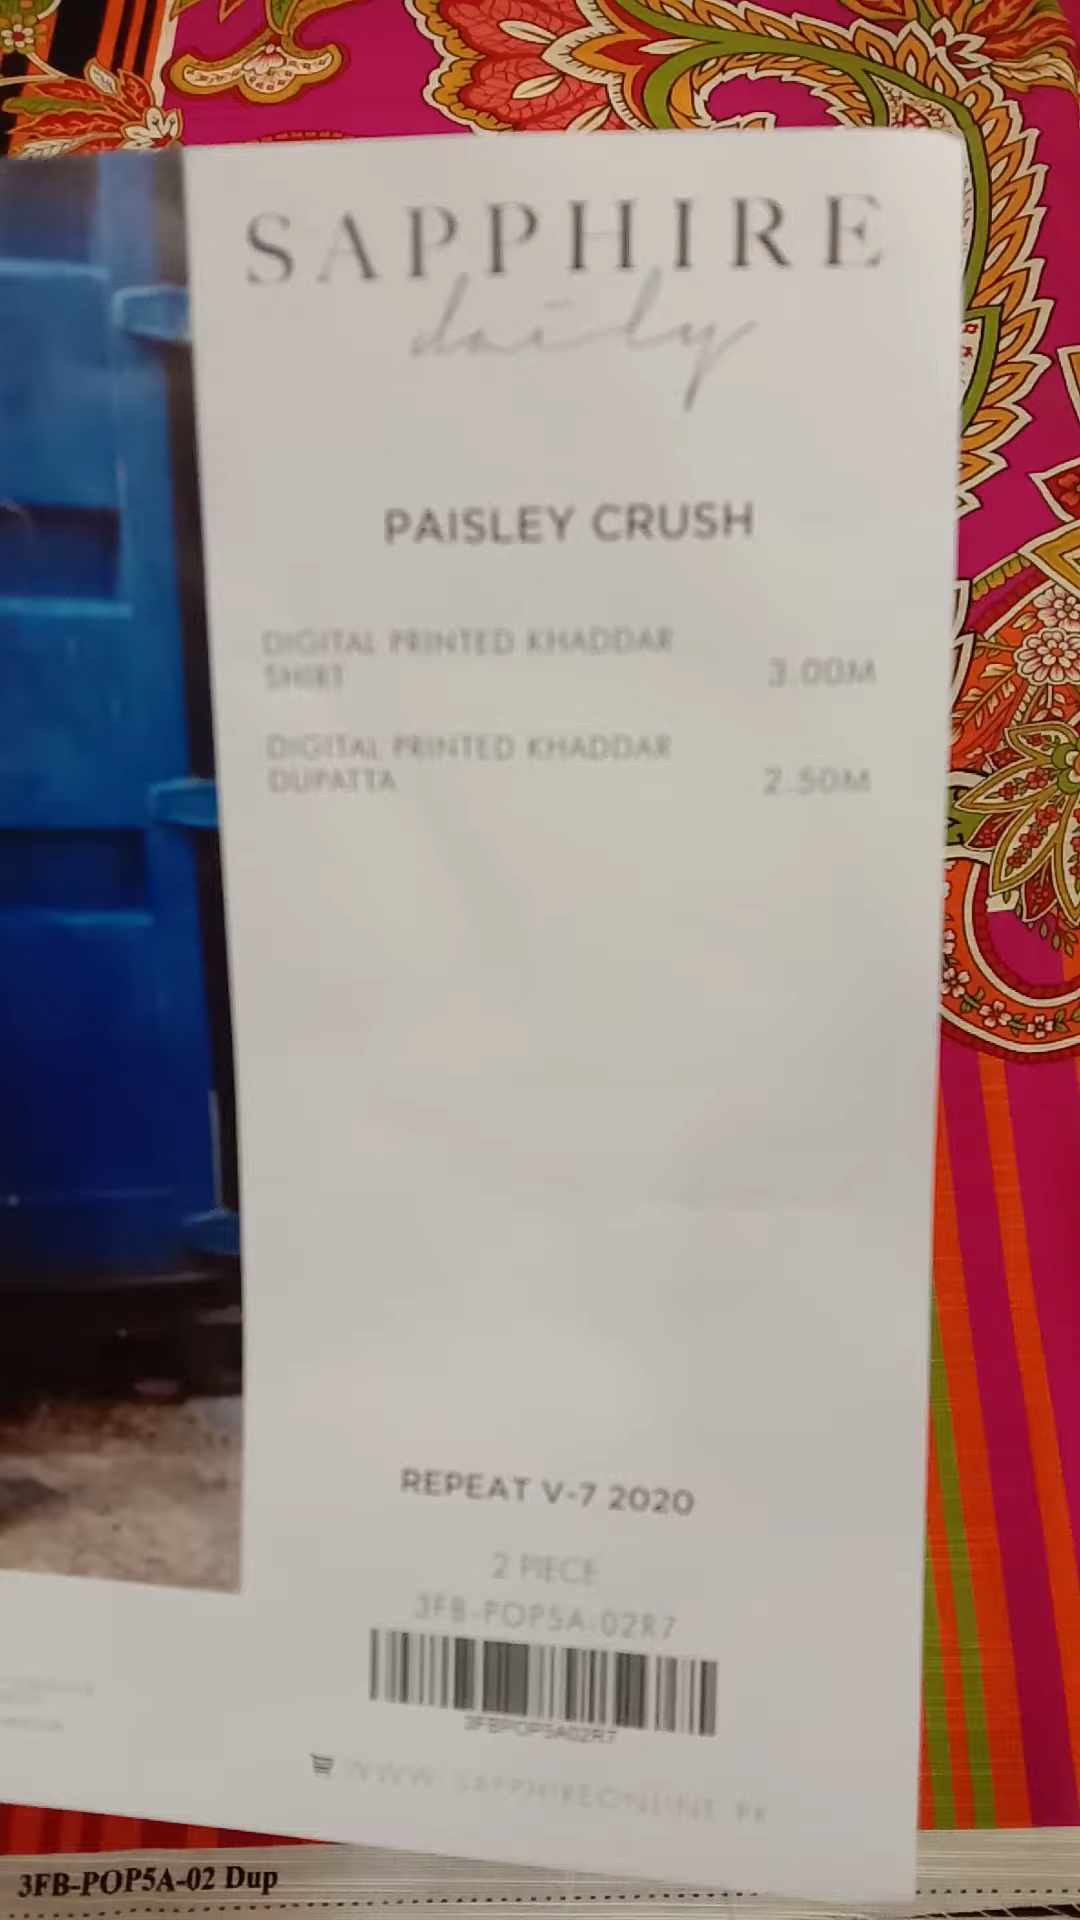 SAPPHIRE
daily
PAISLEY CRUSH
DIGITAL PRINTED KHADDAR
SHIRT 3.00M
DIGITAL PRINTED KHADDAR
DUPATTA 2.50M
REPEAT V-7 2020
2 PIECE
3FB-POP5A-02R7
3FBPOP5A02R7
WWW.SAPPHIREONLINE.PK
3FB-POP5A-02 Dup